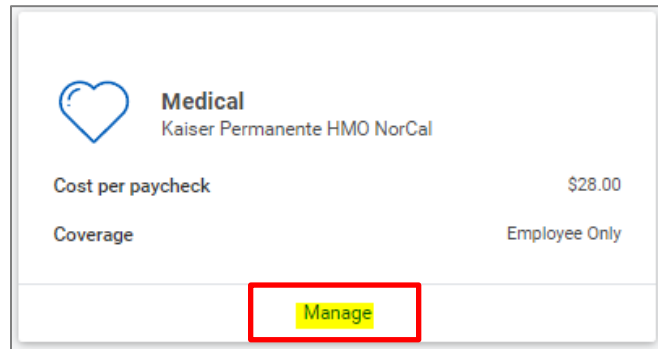 Medical
Kaiser Permanente HMO NorCal
Cost per paycheck $28.00
Coverage Employee Only
Manage